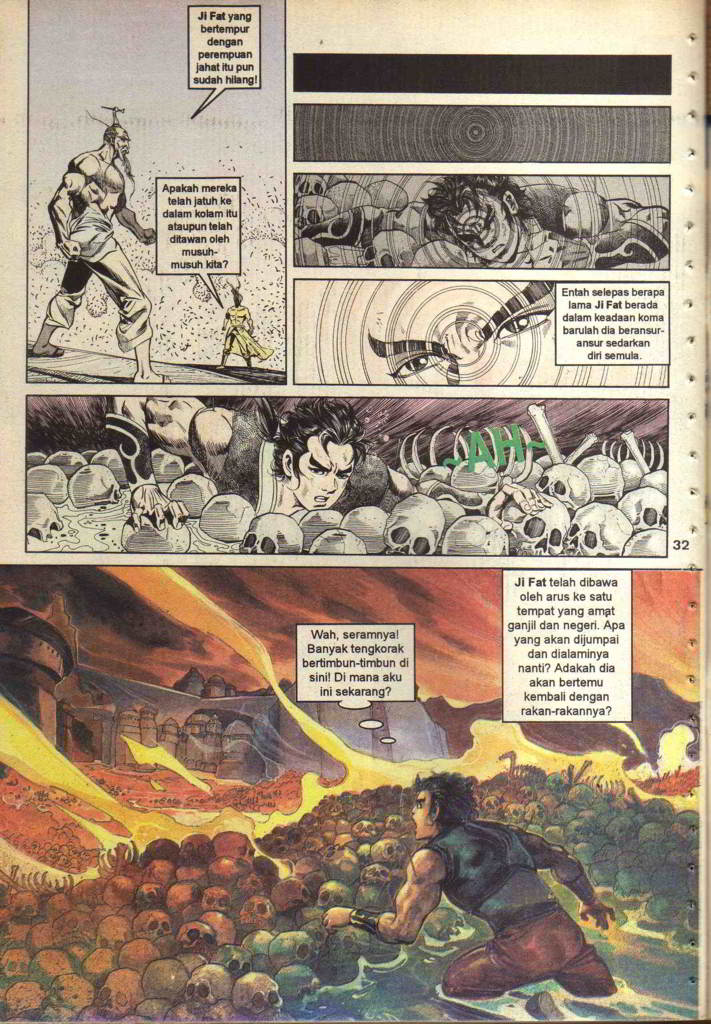 Ji Fat yang
bertempur
dengan
perempuan
jahat itu pun
sudah hilang!
Apakah mereka
telah jatuh ke
dalam kolam itu
ataupun telah
ditawan oleh
musuh-
musuh kita?
Entah selepas berapa
lama Ji Fat berada
dalam keadaan koma
barulah dia beransur-
ansur sedarkan
diri semula.
~AH~
32
Ji Fat telah dibawa
oleh arus ke satu
tempat yang amat
ganjil dan negeri. Apa
yang akan dijumpai
dan dialaminya
nanti? Adakah dia
akan bertemu
kembali dengan
rakan-rakannya?
Wah, seramnya!
Banyak tengkorak
bertimbun-timbun di
sini! Di mana aku
ini sekarang?